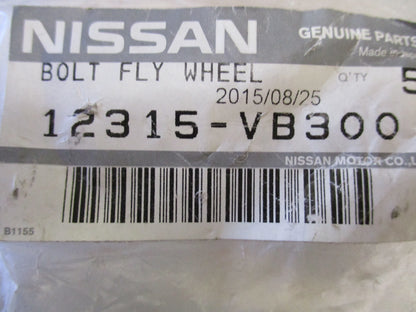 NISSAN
GENUINE PARTS
Made in
BOLT FLY WHEEL
Q'TY 5
2015/08/25
12315-VB300
NISSAN MOTOR CO.,
B1155